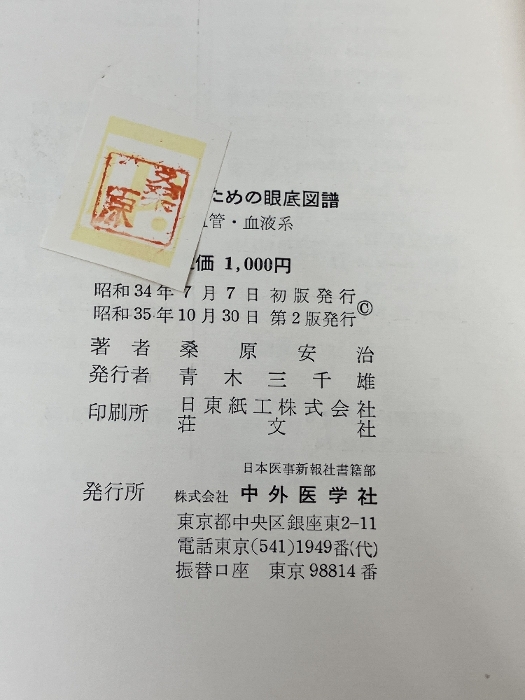 桑原
ための眼底図譜
管・血液系
価 1,000円
昭和34年 7月 7日 初版発行
昭和35年10月30日 第2版発行 ©
著者 桑原安治
発行者 青木三千雄
印刷所 日東紙工株式会社
荘文社
日本医事新報社書籍部
発行所 株式会社 中外医学社
東京都中央区銀座東2-11
電話東京(541)1949番(代)
振替口座 東京98814番